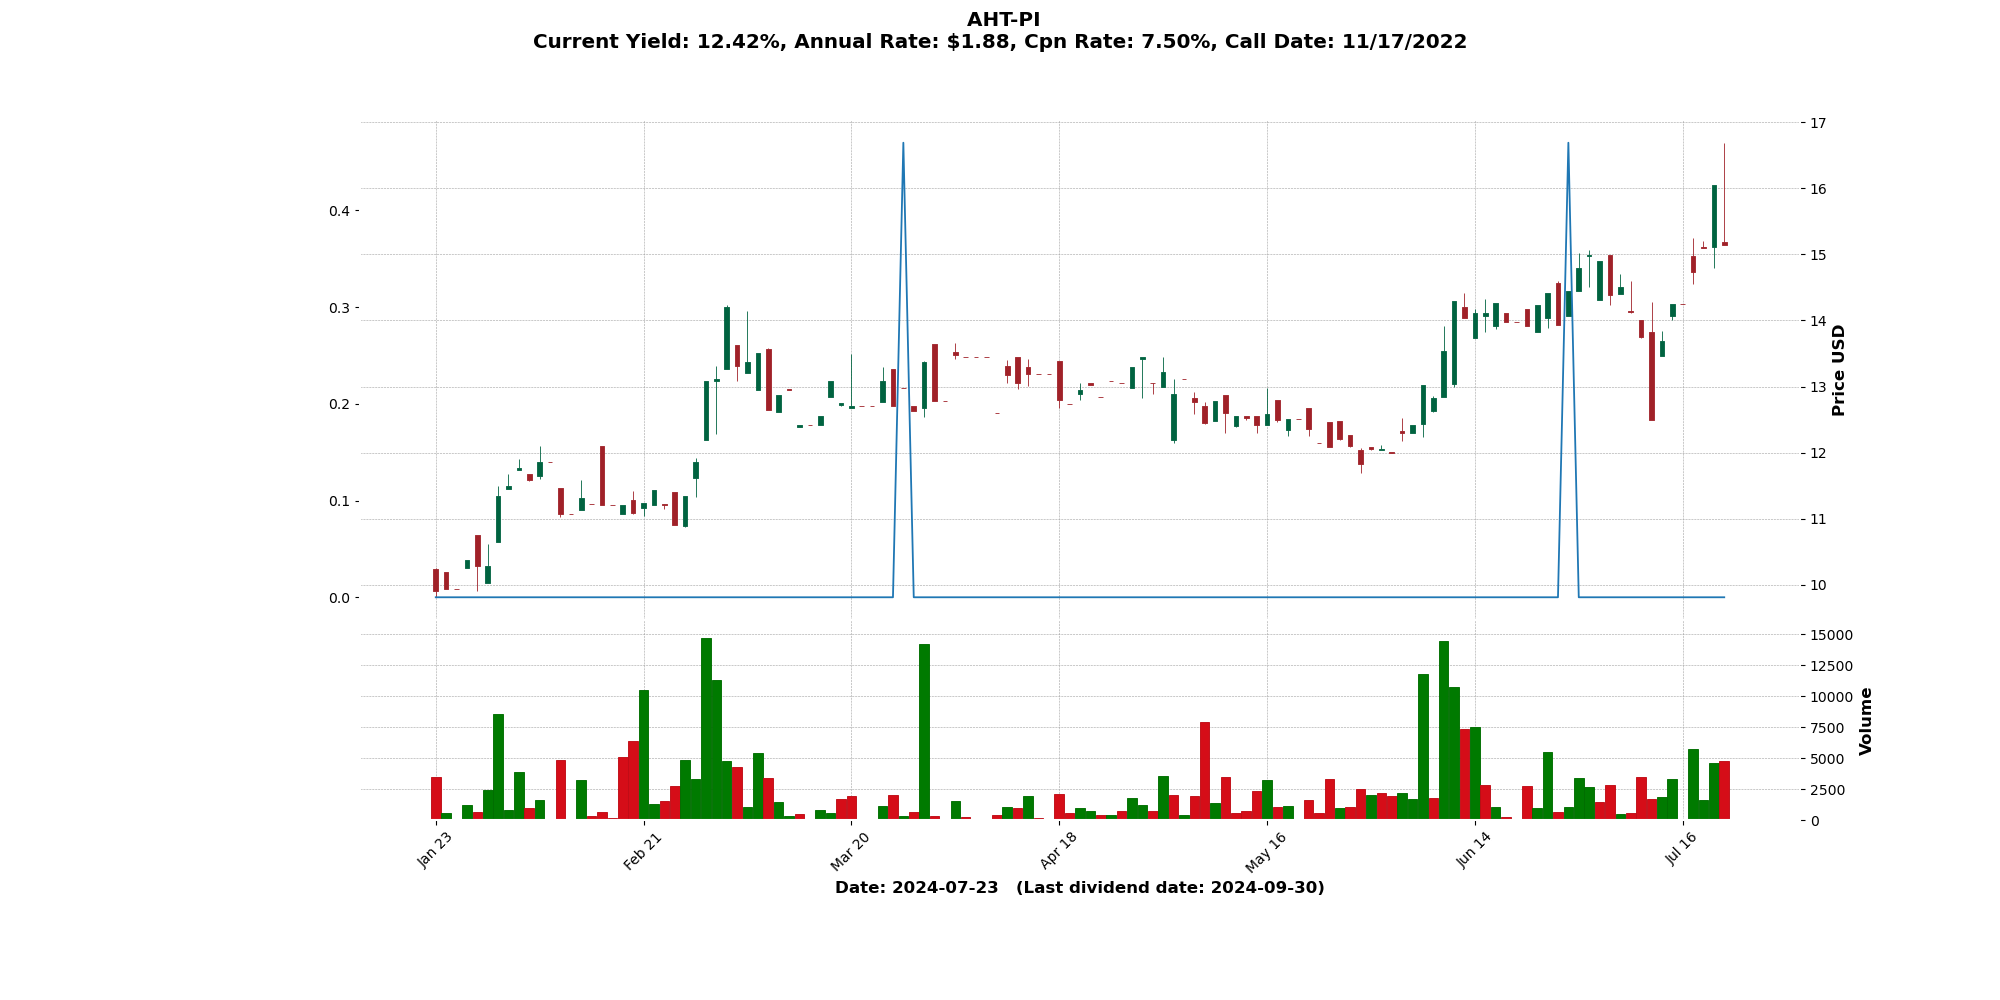 AHT-PI
Current Yield: 12.42%, Annual Rate: $1.88, Cpn Rate: 7.50%, Call Date: 11/17/2022
17
16
15
14
13
12
11
10
Price USD
0.4
0.3
0.2
0.1
0.0
15000
12500
10000
7500
5000
2500
0
Volume
Jan 23
Feb 21
Mar 20
Apr 18
May 16
Jun 14
Jul 16
Date: 2024-07-23   (Last dividend date: 2024-09-30)